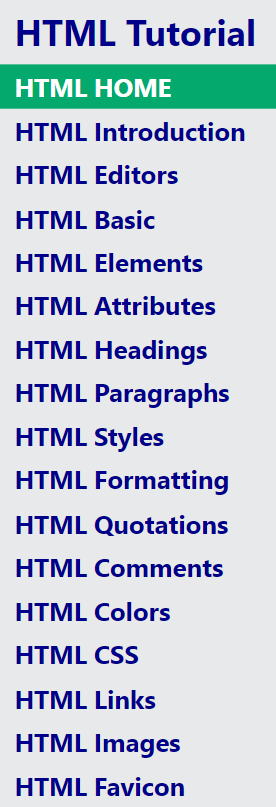 HTML Tutorial
HTML HOME
HTML Introduction
HTML Editors
HTML Basic
HTML Elements
HTML Attributes
HTML Headings
HTML Paragraphs
HTML Styles
HTML Formatting
HTML Quotations
HTML Comments
HTML Colors
HTML CSS
HTML Links
HTML Images
HTML Favicon